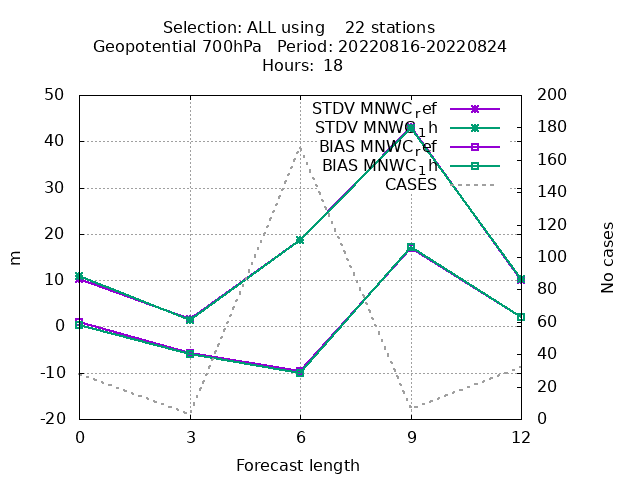 Selection: ALL using    22 stations
Geopotential 700hPa   Period: 20220816-20220824
Hours: 18
50
40
30
20
10
0
-10
-20
200
180
160
140
120
100
80
60
40
20
0
STDV MNWC_ref
STDV MNWC_1h
BIAS MNWC_ref
BIAS MNWC_1h
CASES
m
No cases
0 3 6 9 12
Forecast length